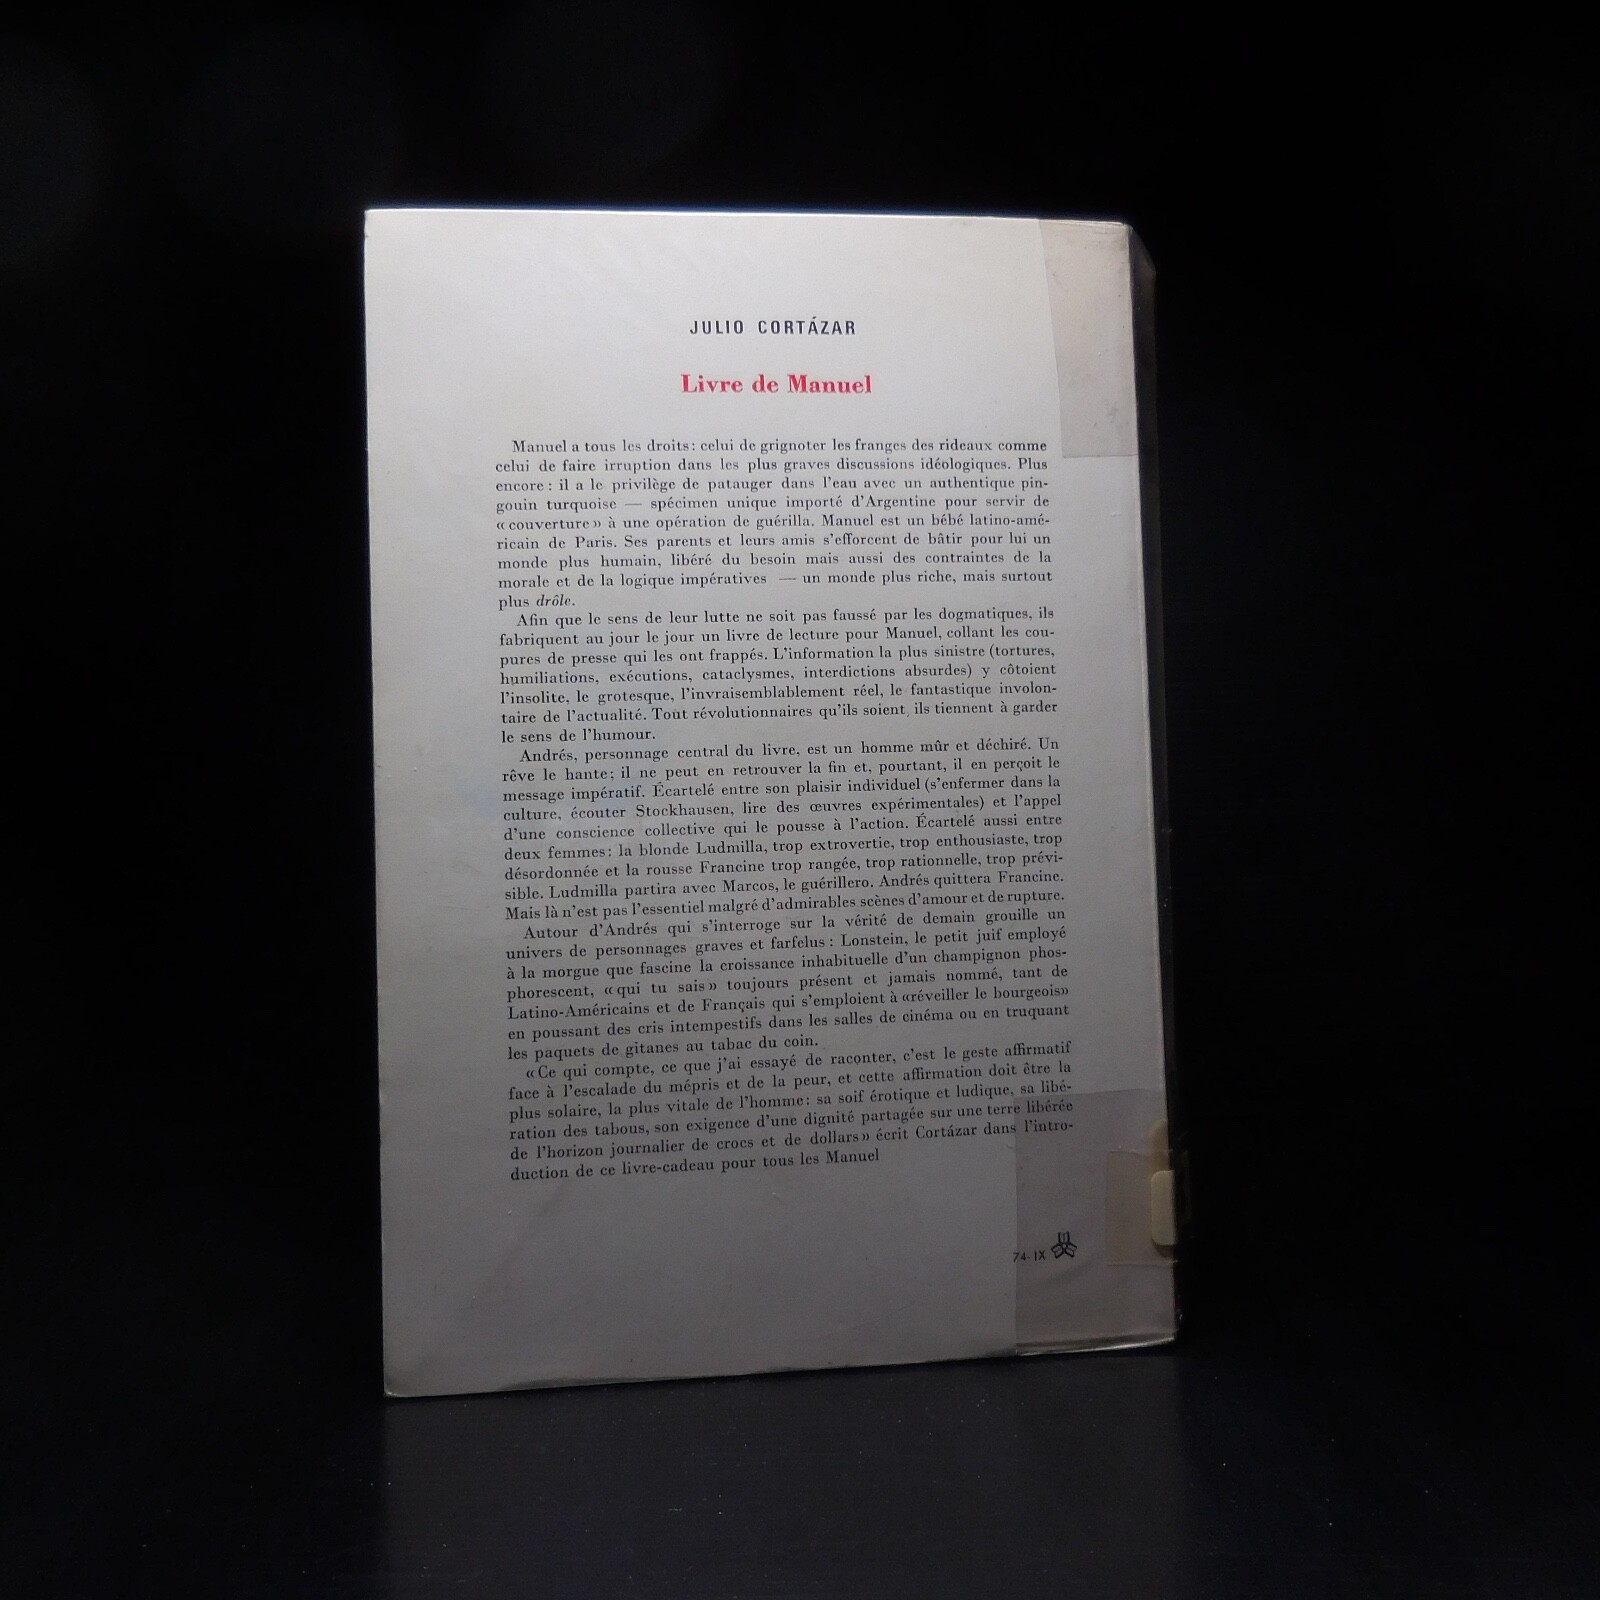 JULIO CORTÁZAR
Livre de Manuel
Manuel a tous les droits : celui de grignoter les franges des rideaux comme
celui de faire irruption dans les plus graves discussions idéologiques. Plus
encore : il a le privilège de patauger dans l'eau avec un authentique pin-
gouin turquoise — spécimen unique importé d'Argentine pour servir de
« couverture » à une opération de guérilla. Manuel est un bébé latino-amé-
ricain de Paris. Ses parents et leurs amis s'efforcent de bâtir pour lui un
monde plus humain, libéré du besoin mais aussi des contraintes de la
morale et de la logique impératives — un monde plus riche, mais surtout
plus drôle.
Afin que le sens de leur lutte ne soit pas faussé par les dogmatiques, ils
fabriquent au jour le jour un livre de lecture pour Manuel, collant les cou-
pures de presse qui les ont frappés. L'information la plus sinistre (tortures,
humiliations, exécutions, cataclysmes, interdictions absurdes) y côtoient
l'insolite, le grotesque, l'invraisemblablement réel, le fantastique involon-
taire de l'actualité. Tout révolutionnaires qu'ils soient, ils tiennent à garder
le sens de l'humour.
Andrés, personnage central du livre, est un homme mûr et déchiré. Un
rêve le hante ; il ne peut en retrouver la fin et, pourtant, il en perçoit le
message impératif. Écartelé entre son plaisir individuel (s'enfermer dans la
culture, écouter Stockhausen, lire des œuvres expérimentales) et l'appel
d'une conscience collective qui le pousse à l'action. Écartelé aussi entre
deux femmes : la blonde Ludmilla, trop extrovertie, trop enthousiaste, trop
désordonnée et la rousse Francine trop rangée, trop rationnelle, trop prévi-
sible. Ludmilla partira avec Marcos, le guérillero. Andrés quittera Francine.
Mais là n'est pas l'essentiel malgré d'admirables scènes d'amour et de rupture.
Autour d'Andrés qui s'interroge sur la vérité de demain grouille un
univers de personnages graves et farfelus : Lonstein, le petit juif employé
à la morgue que fascine la croissance inhabituelle d'un champignon phos-
phorescent, « qui tu sais » toujours présent et jamais nommé, tant de
Latino-Américains et de Français qui s'emploient à «réveiller le bourgeois»
en poussant des cris intempestifs dans les salles de cinéma ou en truquant
les paquets de gitanes au tabac du coin.
« Ce qui compte, ce que j'ai essayé de raconter, c'est le geste affirmatif
face à l'escalade du mépris et de la peur, et cette affirmation doit être la
plus solaire, la plus vitale de l'homme : sa soif érotique et ludique, sa libé-
ration des tabous, son exigence d'une dignité partagée sur une terre libérée
de l'horizon journalier de crocs et de dollars » écrit Cortázar dans l'intro-
duction de ce livre-cadeau pour tous les Manuel
74-IX